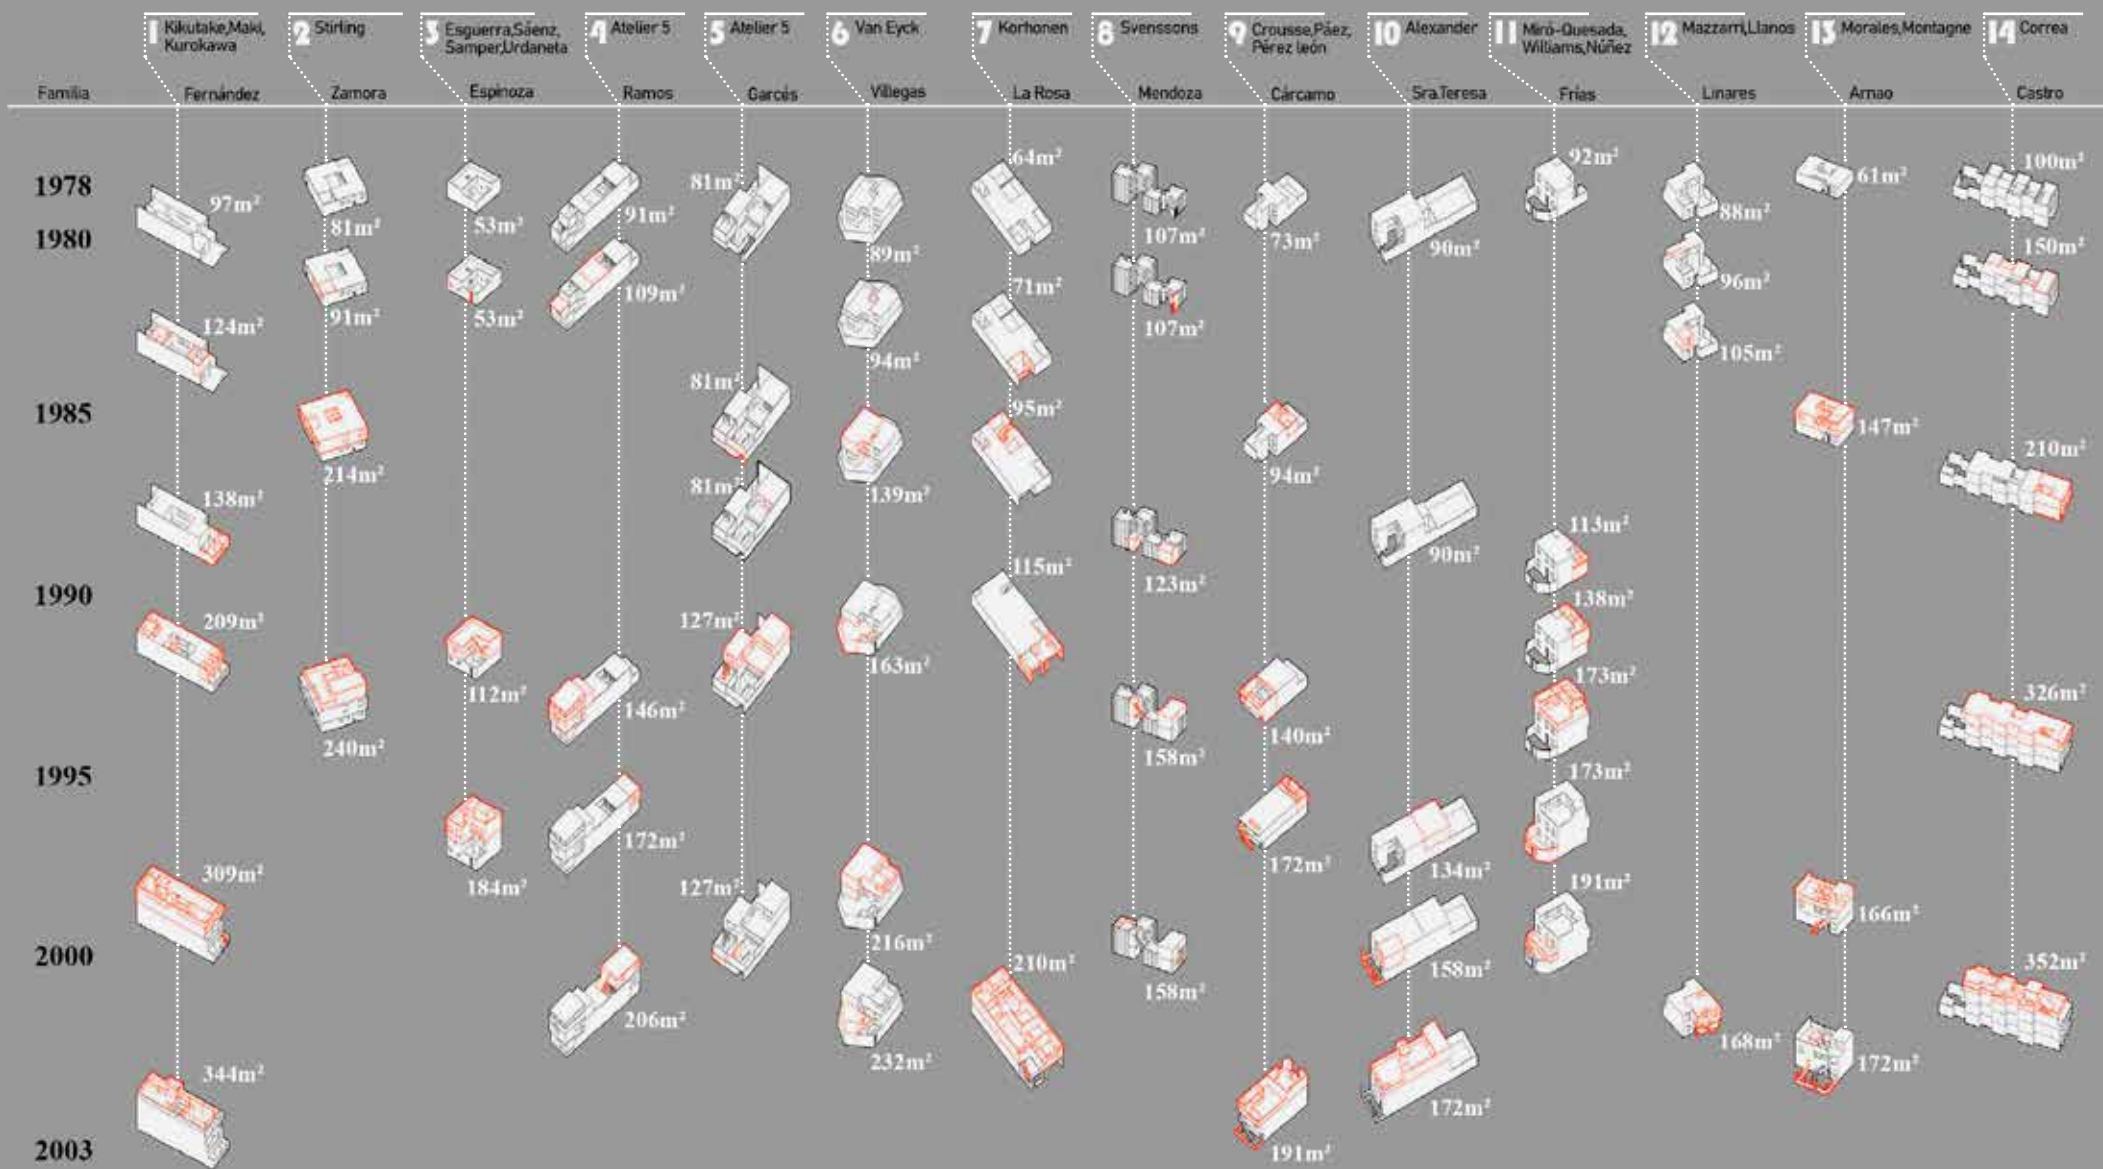 1 Kikutake,Maki,
Kurokawa
2 Stirling
3 Esguerra,Sáenz,
Samper,Urdaneta
4 Atelier 5
5 Atelier 5
6 Van Eyck
7 Korhonen
8 Svenssons
9 Crousse,Páez,
Pérez león
10 Alexander
11 Miró-Quesada,
Williams,Núñez
12 Mazzarri,Llanos
13 Morales,Montagne
14 Correa
Familia
Fernández
Zamora
Espinoza
Ramos
Garcés
Villegas
La Rosa
Mendoza
Cárcamo
Sra.Teresa
Frías
Linares
Arnao
Castro
1978
1980
1985
1990
1995
2000
2003
97m²
124m²
138m²
209m²
309m²
344m²
81m²
91m²
214m²
240m²
53m²
53m²
112m²
184m²
91m²
109m²
146m²
172m²
206m²
81m²
81m²
81m²
127m²
127m²
89m²
94m²
139m²
163m²
216m²
232m²
64m²
71m²
95m²
115m²
210m²
107m²
107m²
123m²
158m²
158m²
73m²
94m²
140m²
172m²
191m²
90m²
90m²
134m²
158m²
172m²
92m²
113m²
138m²
173m²
173m²
191m²
88m²
96m²
105m²
168m²
61m²
147m²
166m²
172m²
100m²
150m²
210m²
326m²
352m²